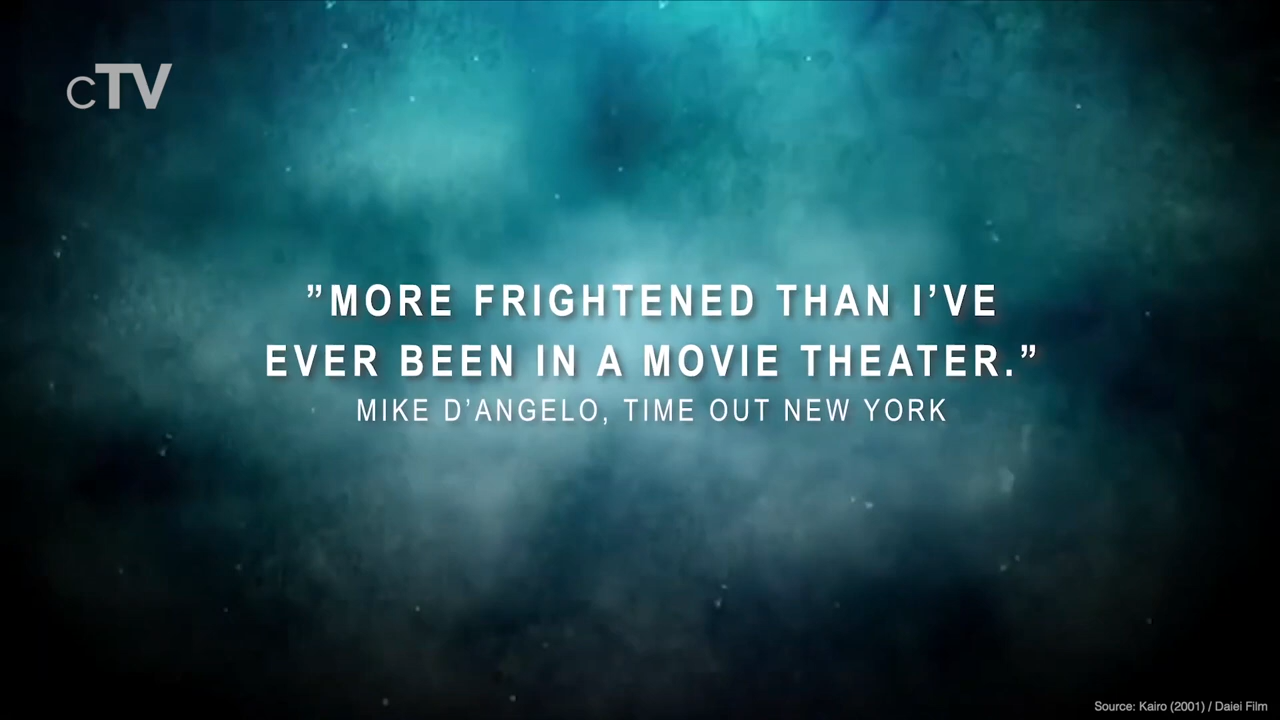 cTV
”MORE FRIGHTENED THAN I’VE
EVER BEEN IN A MOVIE THEATER.”
MIKE D’ANGELO, TIME OUT NEW YORK
Source: Kairo (2001) / Daiei Film